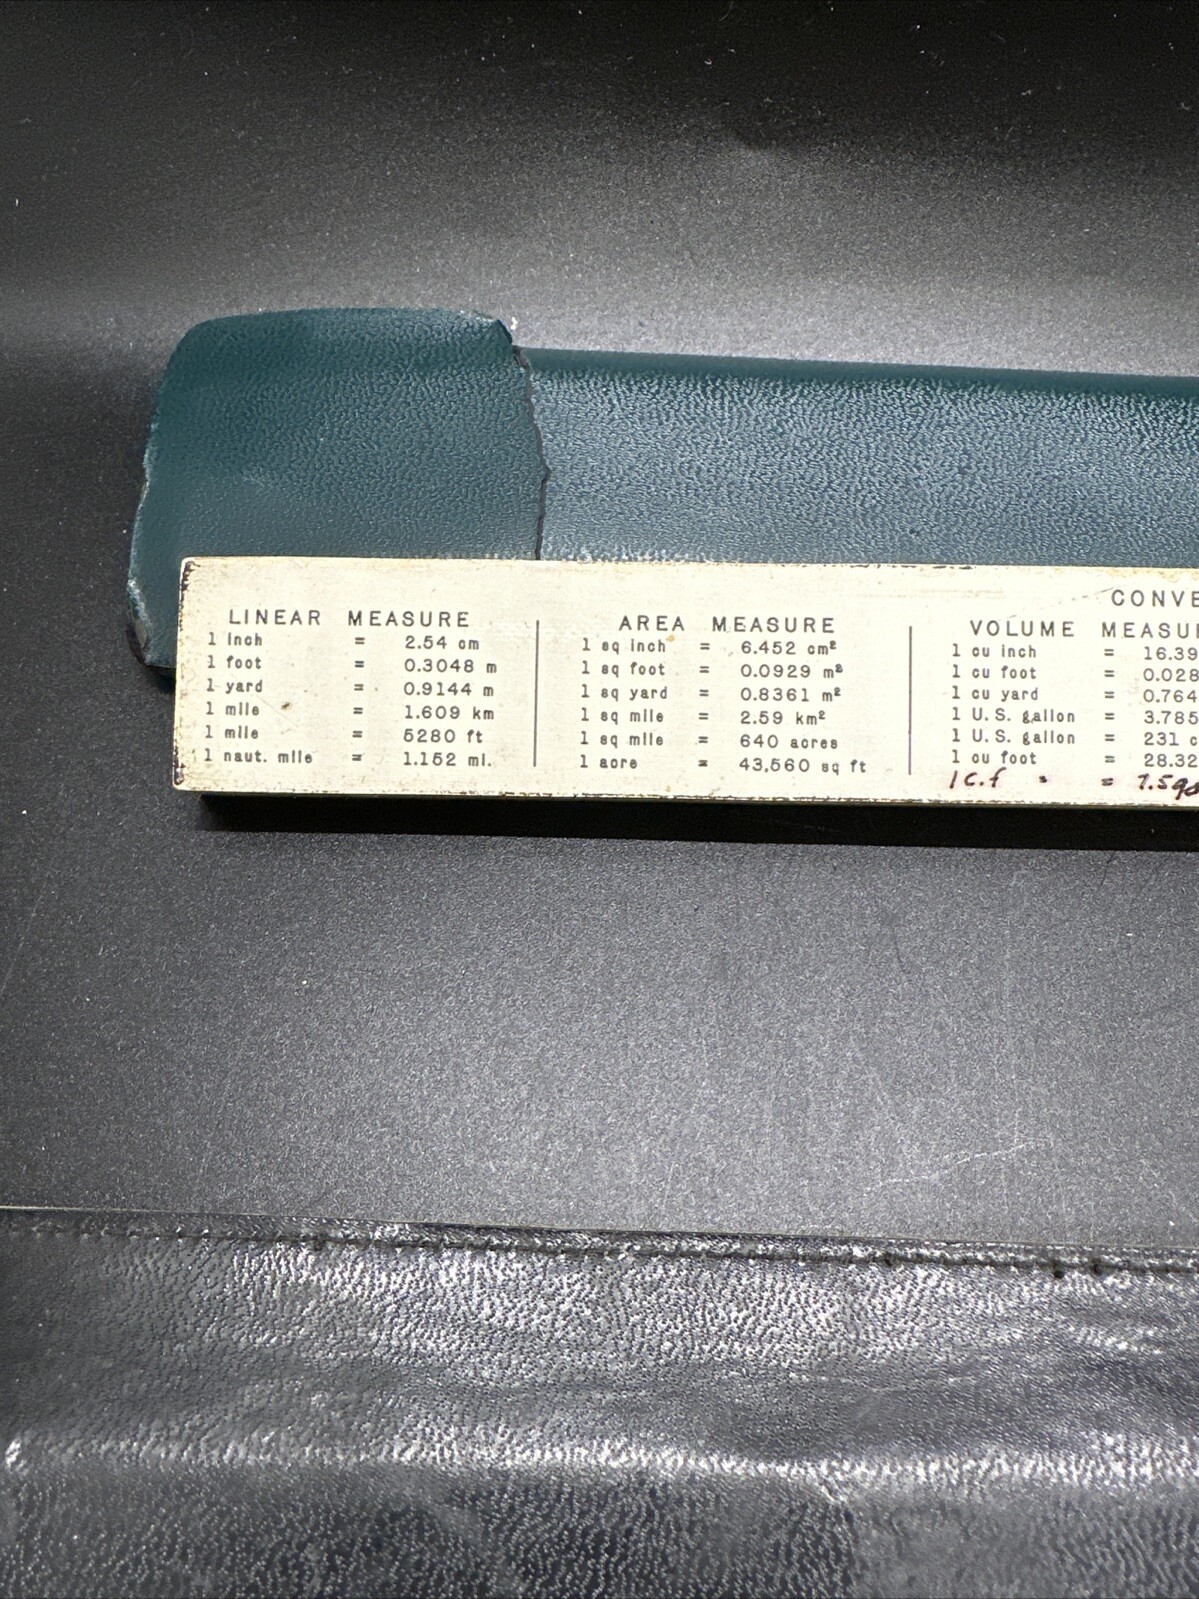 CONVE
LINEAR MEASURE
1 inch = 2.54 cm
1 foot = 0.3048 m
1 yard = 0.9144 m
1 mile = 1.609 km
1 mile = 5280 ft
1 naut. mile = 1.152 mi.
AREA MEASURE
1 sq inch = 6.452 cm²
1 sq foot = 0.0929 m²
1 sq yard = 0.8361 m²
1 sq mile = 2.59 km²
1 sq mile = 640 acres
1 acre = 43,560 sq ft
VOLUME MEASU
1 cu inch = 16.39
1 cu foot = 0.028
1 cu yard = 0.764
1 U.S. gallon = 3.785
1 U.S. gallon = 231 c
1 cu foot = 28.32
1 C.f " = 7.5 ga